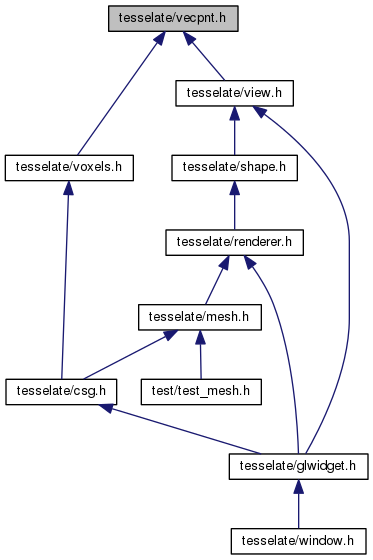 tesselate/vecpnt.h
tesselate/view.h
tesselate/voxels.h
tesselate/shape.h
tesselate/renderer.h
tesselate/mesh.h
tesselate/csg.h
test/test_mesh.h
tesselate/glwidget.h
tesselate/window.h